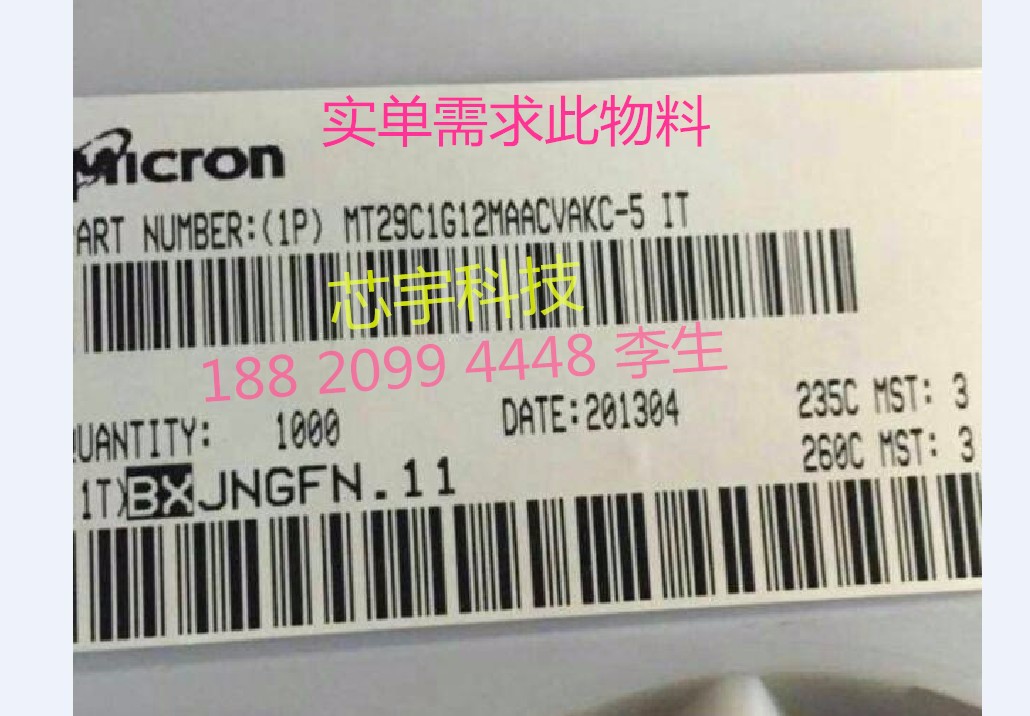 实单需求此物料
Micron
ART NUMBER:(1P) MT29C1G12MAACVAKC-5 IT
芯宇科技
188 2099 4448 李生
QUANTITY: 1000 DATE:201304 235C MST: 3
260C MST: 3
1T)BXJNGFN.11